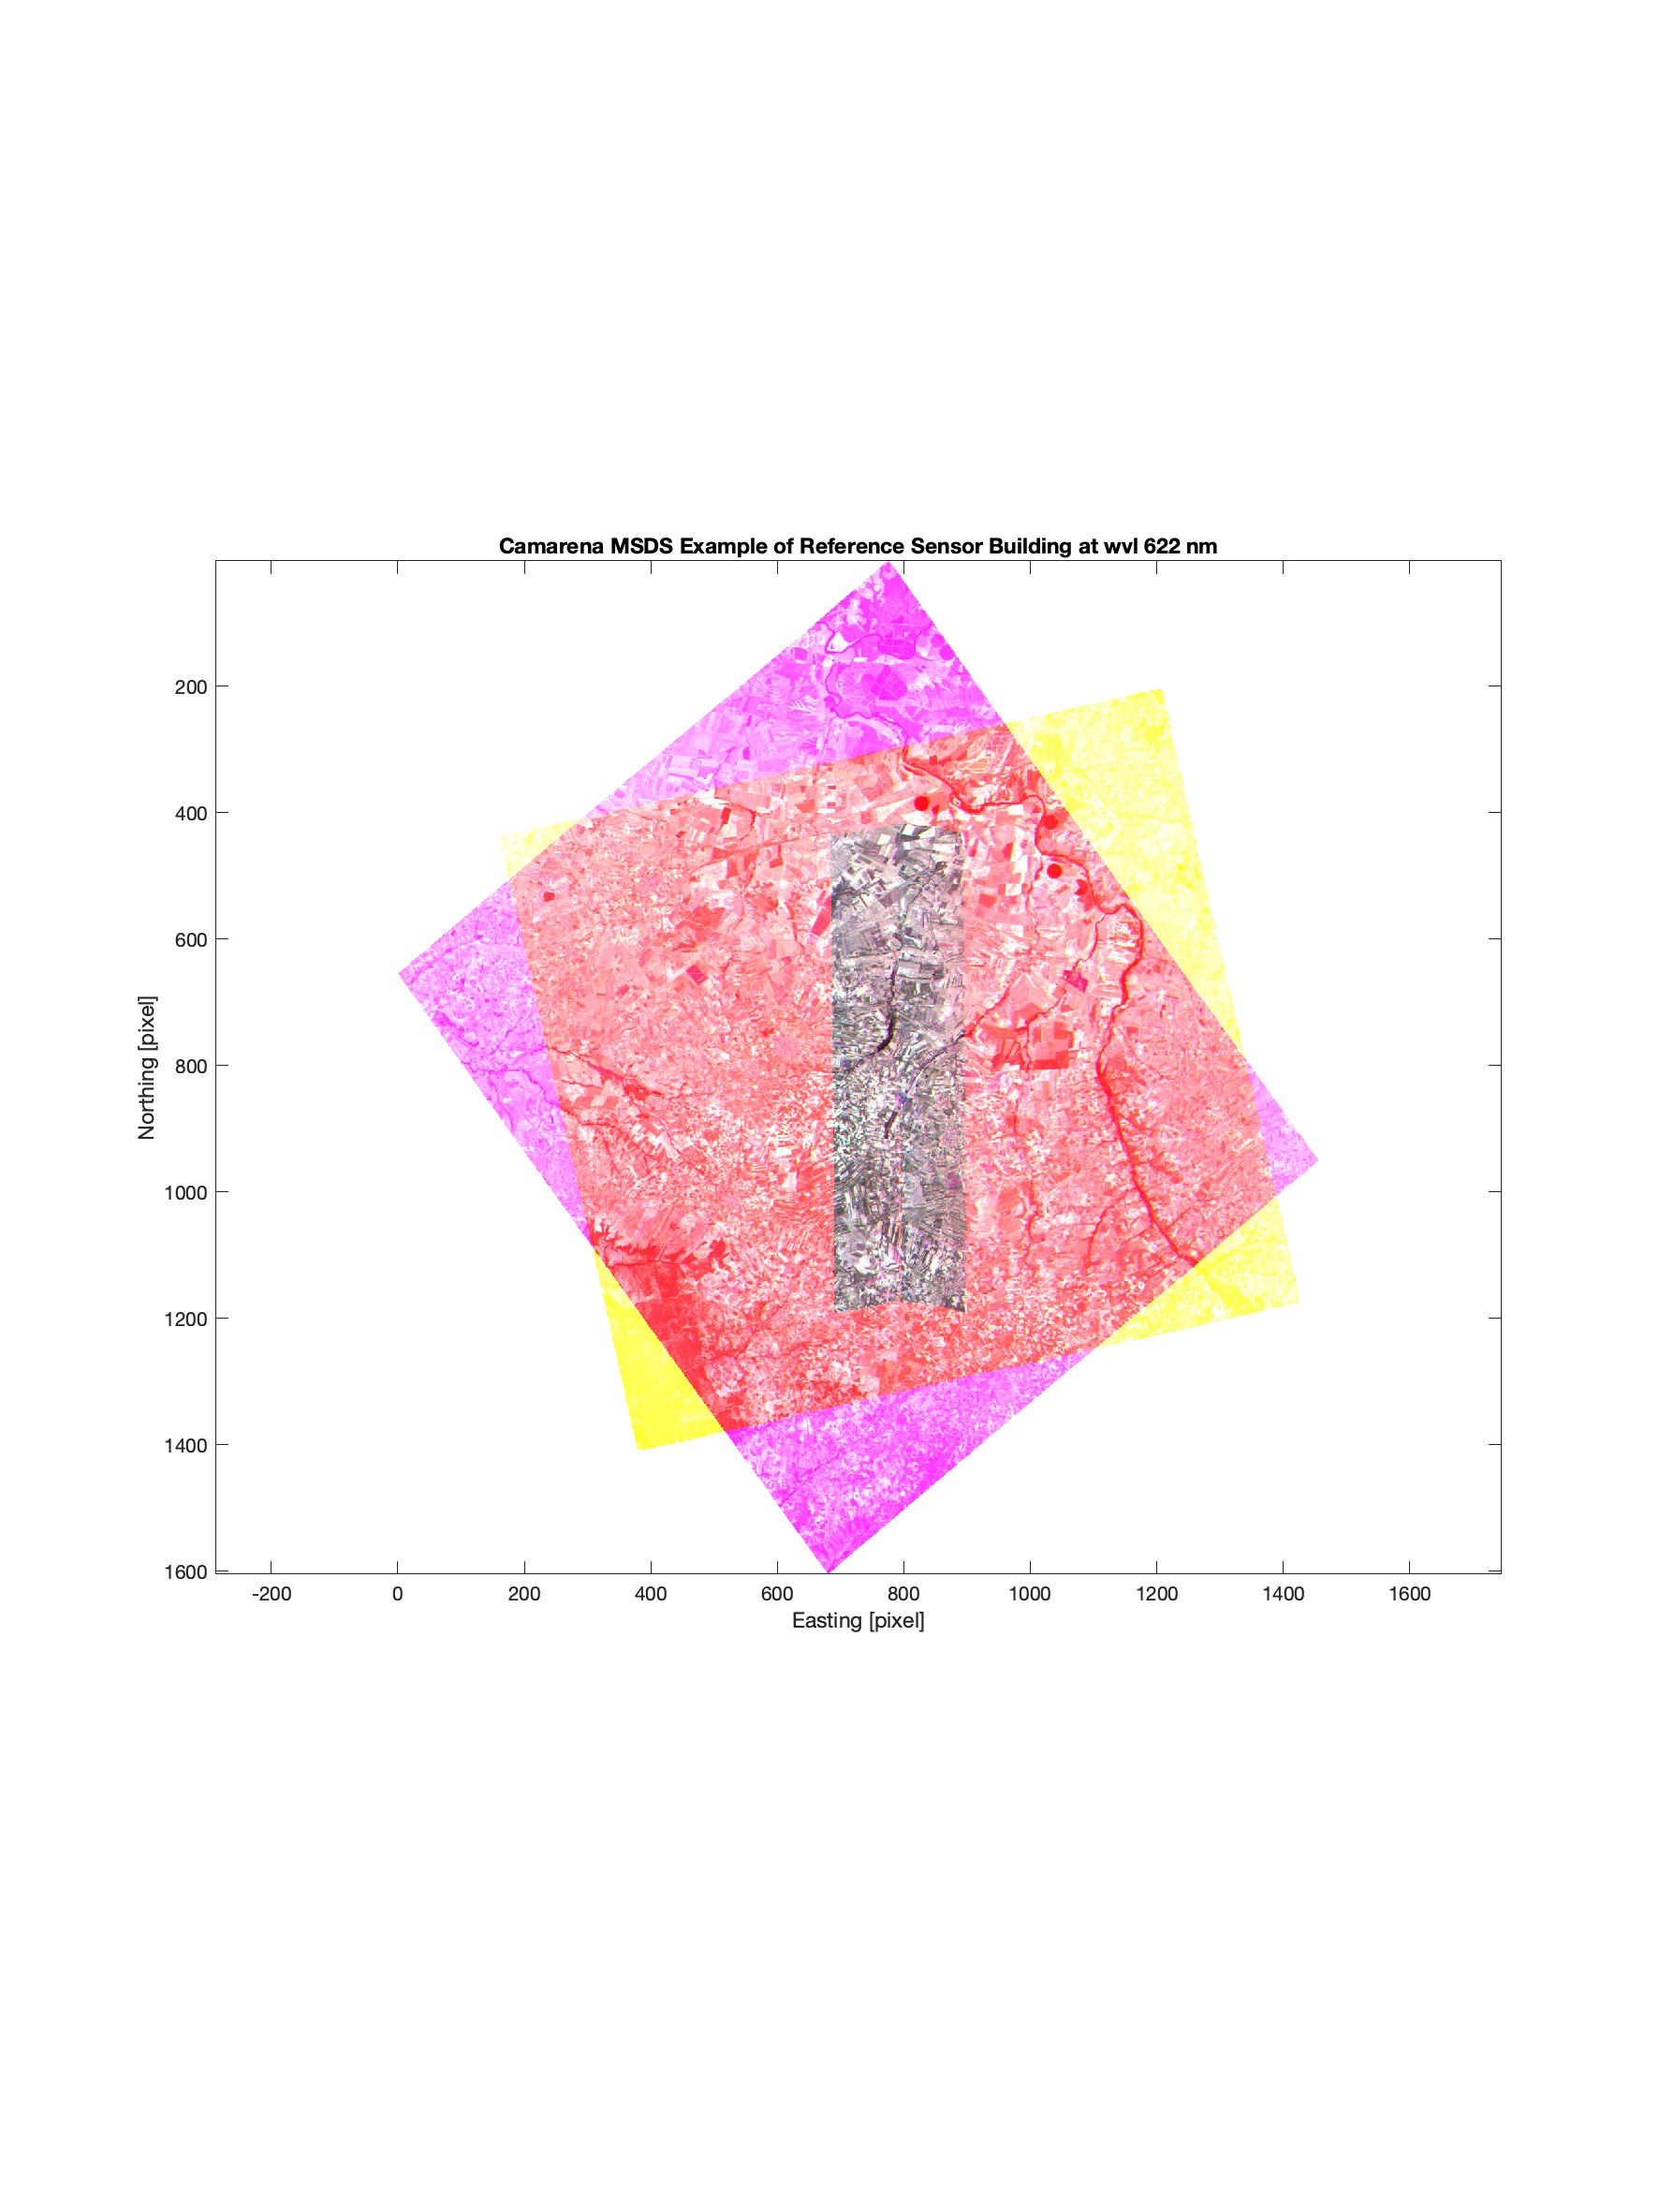 Camarena MSDS Example of Reference Sensor Building at wvl 622 nm
200
400
600
800
1000
1200
1400
1600
Northing [pixel]
-200 0 200 400 600 800 1000 1200 1400 1600
Easting [pixel]